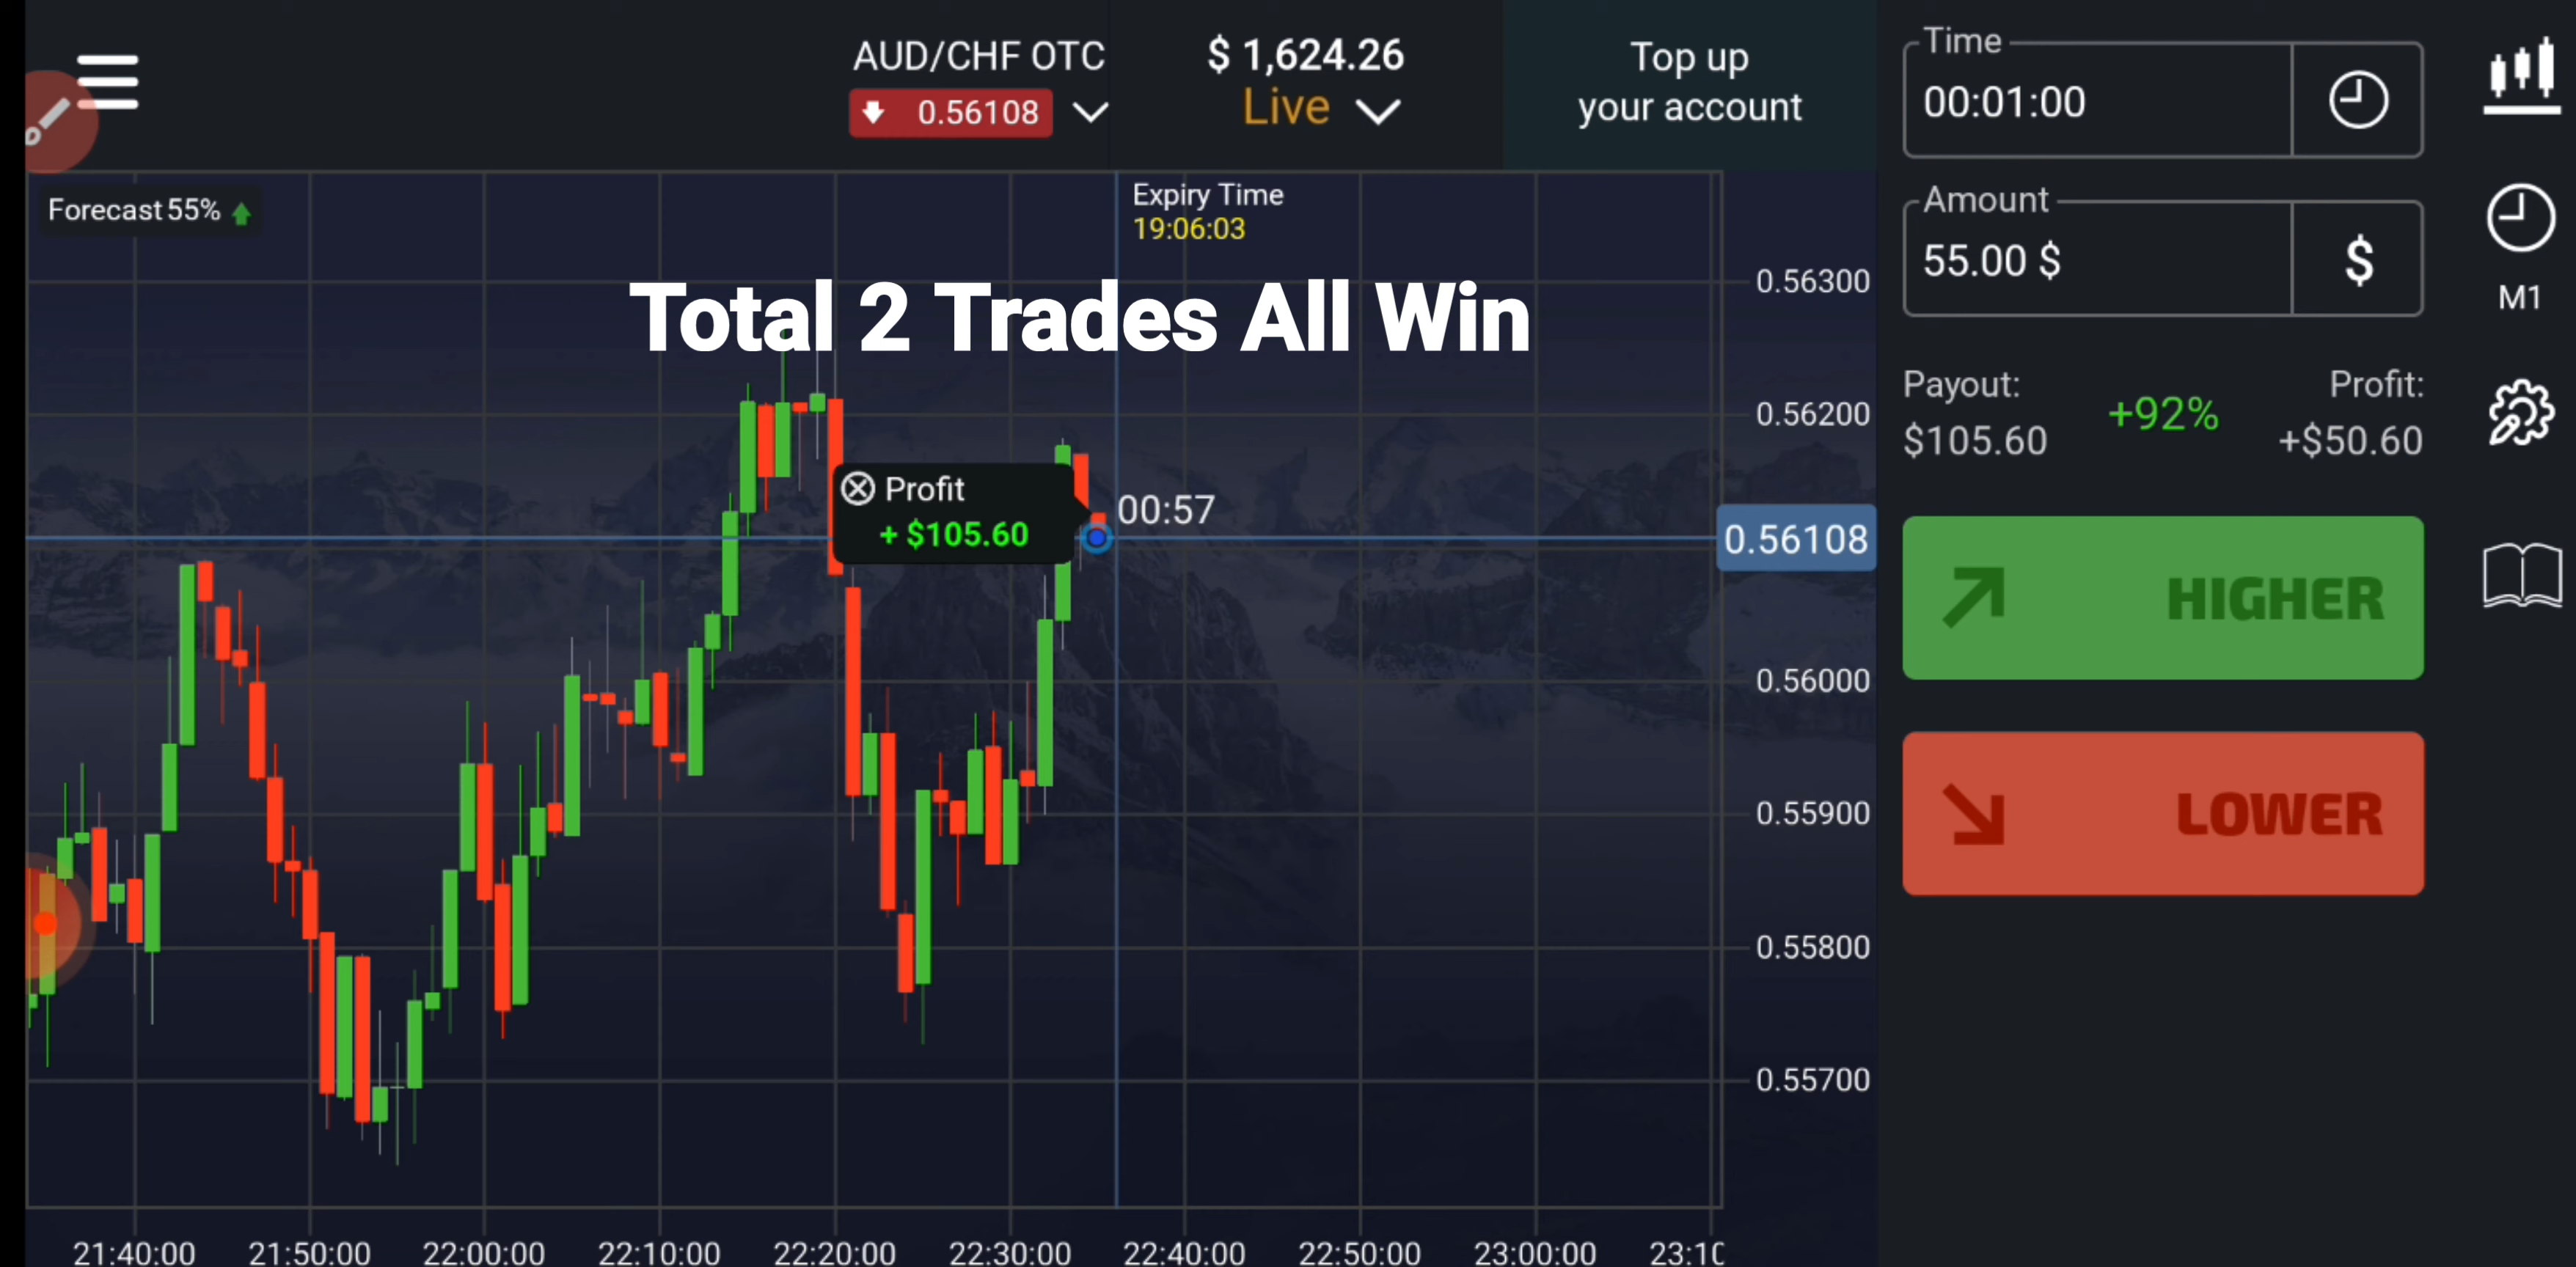 AUD/CHF OTC
0.56108
$ 1,624.26
Live
Top up
your account
Time
00:01:00
Forecast 55%
Expiry Time
19:06:03
Amount
55.00 $
$
M1
Total 2 Trades All Win
Payout:
$105.60
+92%
Profit:
+$50.60
Profit
+ $105.60
00:57
0.56300
0.56200
0.56108
0.56000
0.55900
0.55800
0.55700
HIGHER
LOWER
21:40:00
21:50:00
22:00:00
22:10:00
22:20:00
22:30:00
22:40:00
22:50:00
23:00:00
23:10